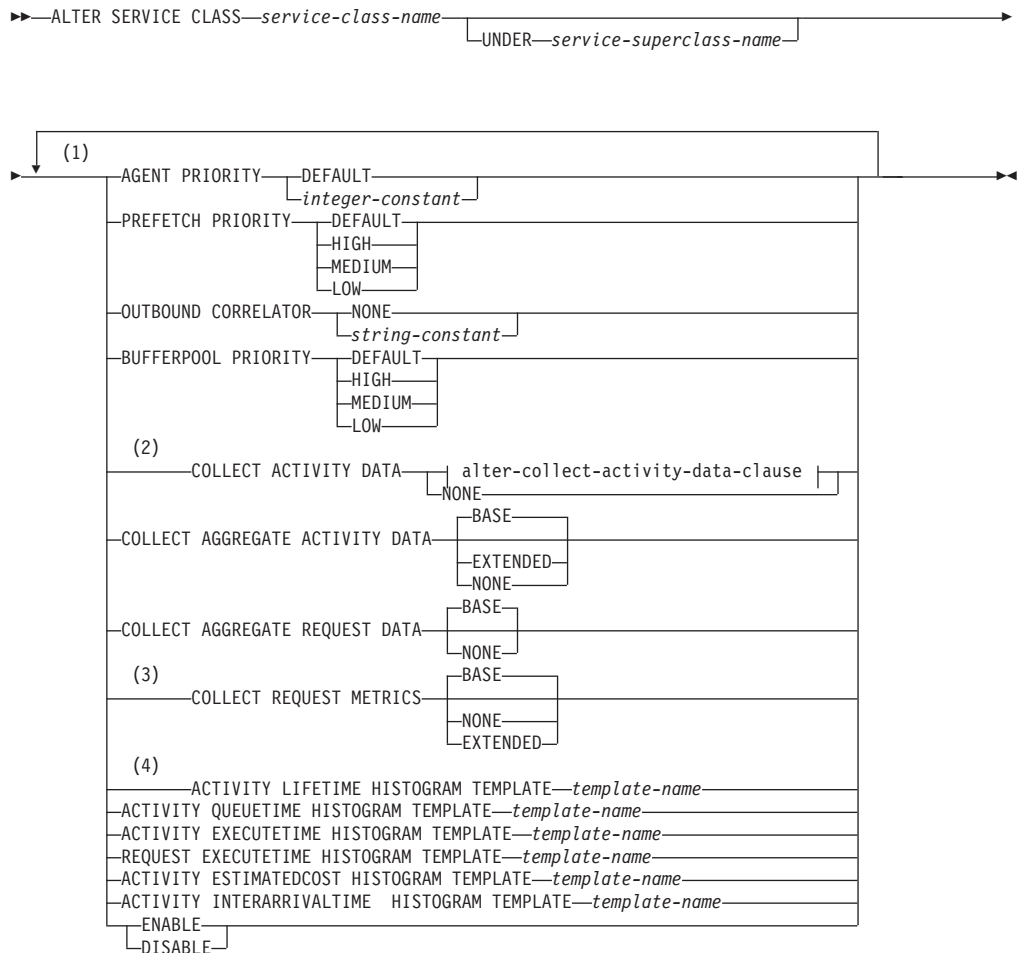 ALTER SERVICE CLASS service-class-name
UNDER service-superclass-name
(1)
AGENT PRIORITY DEFAULT
integer-constant
PREFETCH PRIORITY DEFAULT
HIGH
MEDIUM
LOW
OUTBOUND CORRELATOR NONE
string-constant
BUFFERPOOL PRIORITY DEFAULT
HIGH
MEDIUM
LOW
(2)
COLLECT ACTIVITY DATA alter-collect-activity-data-clause
NONE
BASE
COLLECT AGGREGATE ACTIVITY DATA
EXTENDED
NONE
BASE
COLLECT AGGREGATE REQUEST DATA
NONE
(3)
BASE
COLLECT REQUEST METRICS
NONE
EXTENDED
(4)
ACTIVITY LIFETIME HISTOGRAM TEMPLATE template-name
ACTIVITY QUEUETIME HISTOGRAM TEMPLATE template-name
ACTIVITY EXECUTETIME HISTOGRAM TEMPLATE template-name
REQUEST EXECUTETIME HISTOGRAM TEMPLATE template-name
ACTIVITY ESTIMATEDCOST HISTOGRAM TEMPLATE template-name
ACTIVITY INTERARRIVALTIME HISTOGRAM TEMPLATE template-name
ENABLE
DISABLE